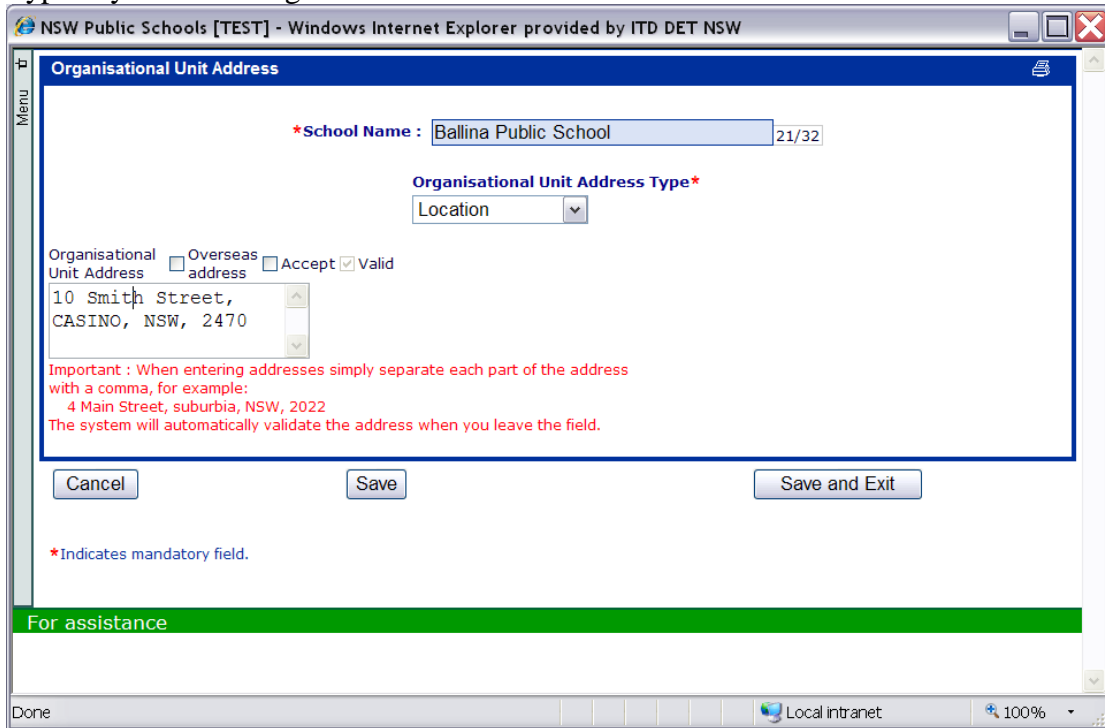 NSW Public Schools [TEST] - Windows Internet Explorer provided by ITD DET NSW
Menu
Organisational Unit Address
*School Name : Ballina Public School 21/32
Organisational Unit Address Type*
Location
Organisational Unit Address Overseas address Accept Valid
10 Smith Street,
CASINO, NSW, 2470
Important : When entering addresses simply separate each part of the address
with a comma, for example:
4 Main Street, suburbia, NSW, 2022
The system will automatically validate the address when you leave the field.
Cancel Save Save and Exit
*Indicates mandatory field.
For assistance
Done Local intranet 100%